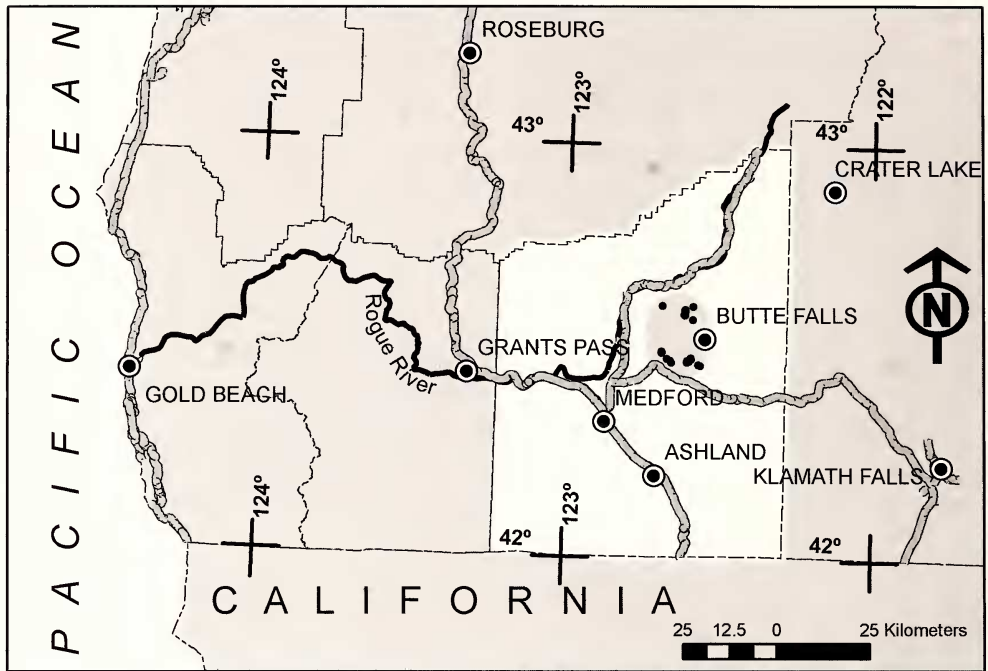 PACIFIC OCEAN
ROSEBURG
124°
123°
43°
122°
43°
CRATER LAKE
N
BUTTE FALLS
Rogue River
GRANTS PASS
GOLD BEACH
MEDFORD
ASHLAND
KLAMATH FALLS
124°
123°
42°
42°
CALIFORNIA
25 12.5 0 25 Kilometers